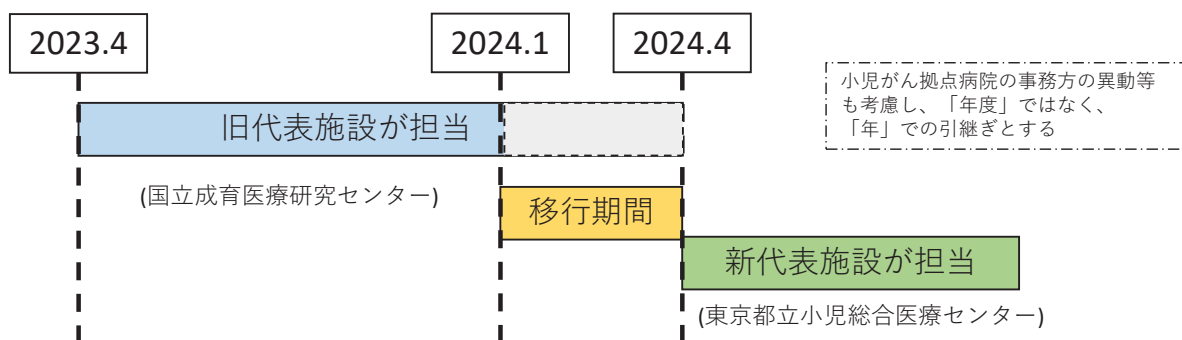 2023.4
2024.1
2024.4
小児がん拠点病院の事務方の異動等
も考慮し、「年度」ではなく、
「年」での引継ぎとする
旧代表施設が担当
(国立成育医療研究センター)
移行期間
新代表施設が担当
(東京都立小児総合医療センター)